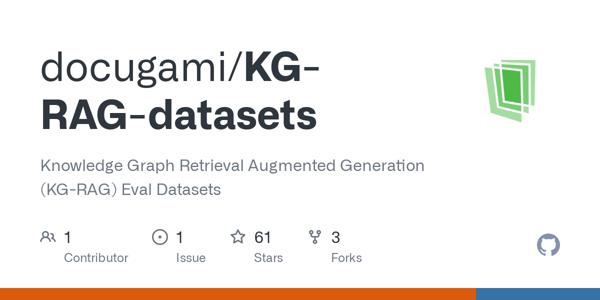 docugami/KG-
RAG-datasets
Knowledge Graph Retrieval Augmented Generation
(KG-RAG) Eval Datasets
1 1 61 3
Contributor Issue Stars Forks